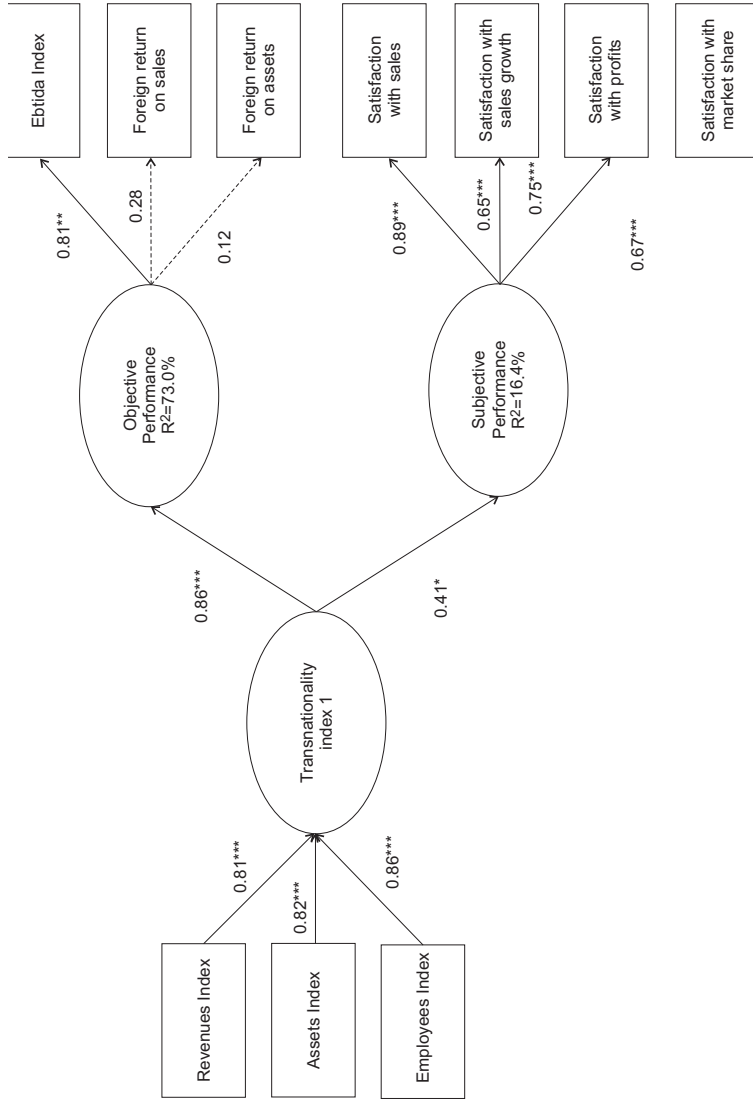 Revenues Index
Assets Index
Employees Index
0.81***
0.82***
0.86***
Transnationality
index 1
0.86***
0.41*
Objective
Performance
R²=73.0%
Subjective
Performance
R²=16.4%
0.81**
0.28
0.12
0.89***
0.65***
0.75***
0.67***
Ebtida Index
Foreign return
on sales
Foreign return
on assets
Satisfaction
with sales
Satisfaction with
sales growth
Satisfaction
with profits
Satisfaction with
market share